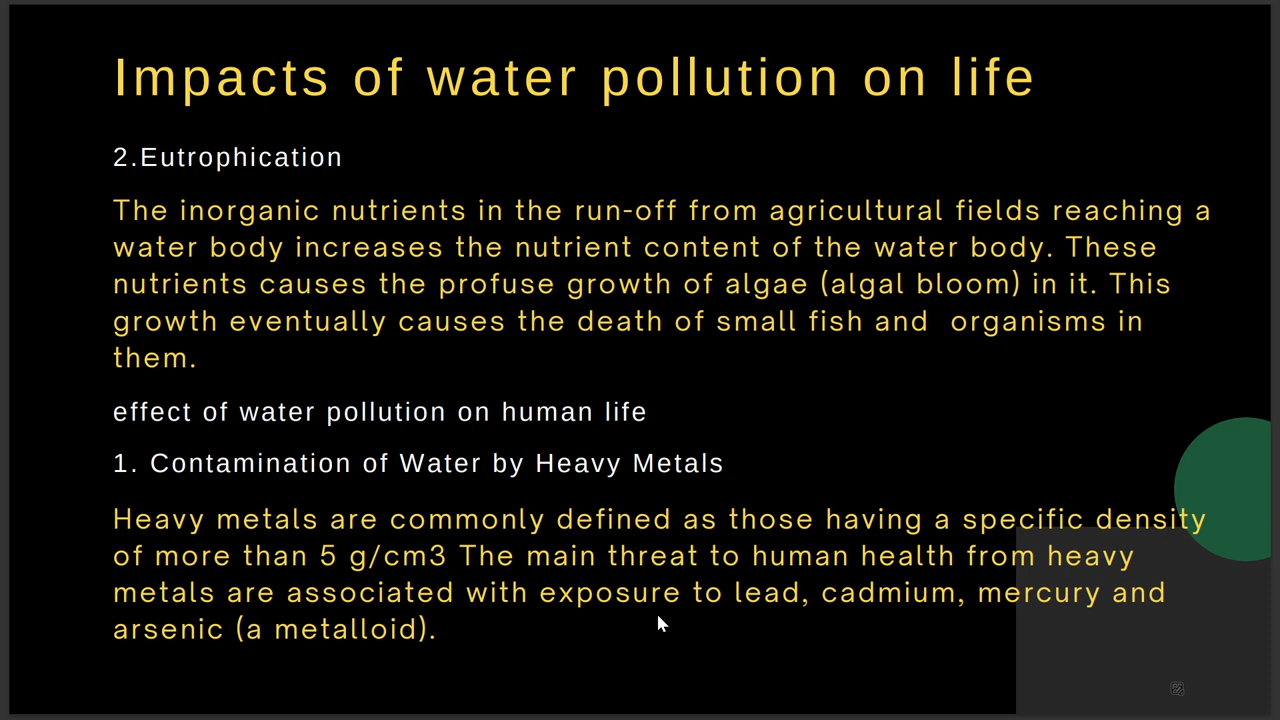 Impacts of water pollution on life
2.Eutrophication
The inorganic nutrients in the run-off from agricultural fields reaching a
water body increases the nutrient content of the water body. These
nutrients causes the profuse growth of algae (algal bloom) in it. This
growth eventually causes the death of small fish and  organisms in
them.
effect of water pollution on human life
1. Contamination of Water by Heavy Metals
Heavy metals are commonly defined as those having a specific density
of more than 5 g/cm3 The main threat to human health from heavy
metals are associated with exposure to lead, cadmium, mercury and
arsenic (a metalloid).